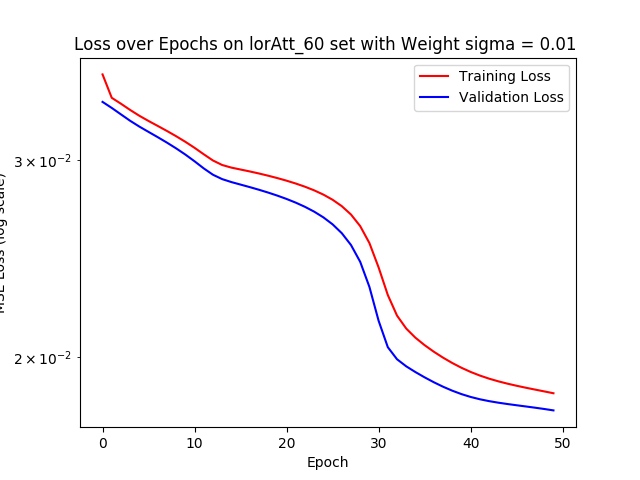 Loss over Epochs on lorAtt_60 set with Weight sigma = 0.01
Training Loss
Validation Loss
3 × 10⁻²
2 × 10⁻²
MSE Loss (log scale)
0 10 20 30 40 50
Epoch